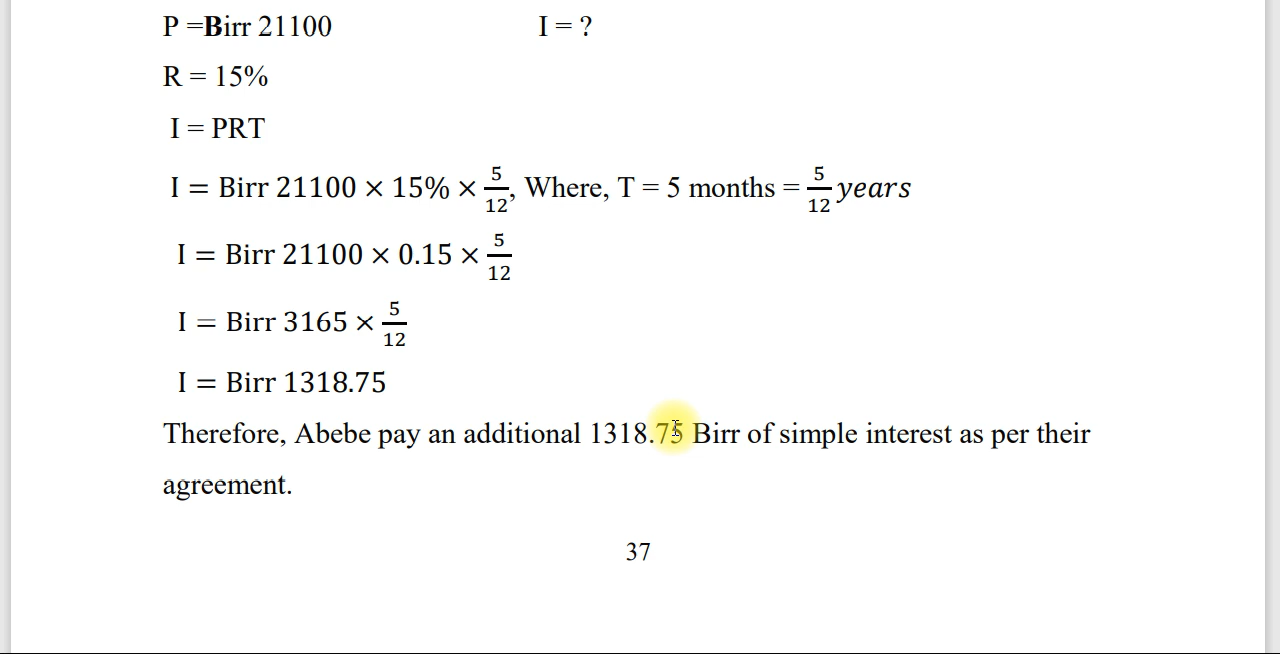 P =Birr 21100 I = ?
R = 15%
I = PRT
I = Birr 21100 × 15% × 5/12, Where, T = 5 months = 5/12 years
I = Birr 21100 × 0.15 × 5/12
I = Birr 3165 × 5/12
I = Birr 1318.75
Therefore, Abebe pay an additional 1318.75 Birr of simple interest as per their
agreement.
37